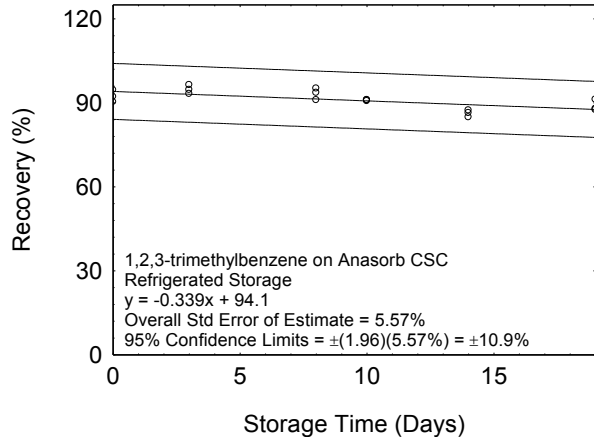 120
90
60
30
0
Recovery (%)
1,2,3-trimethylbenzene on Anasorb CSC
Refrigerated Storage
y = -0.339x + 94.1
Overall Std Error of Estimate = 5.57%
95% Confidence Limits = ±(1.96)(5.57%) = ±10.9%
0 5 10 15
Storage Time (Days)